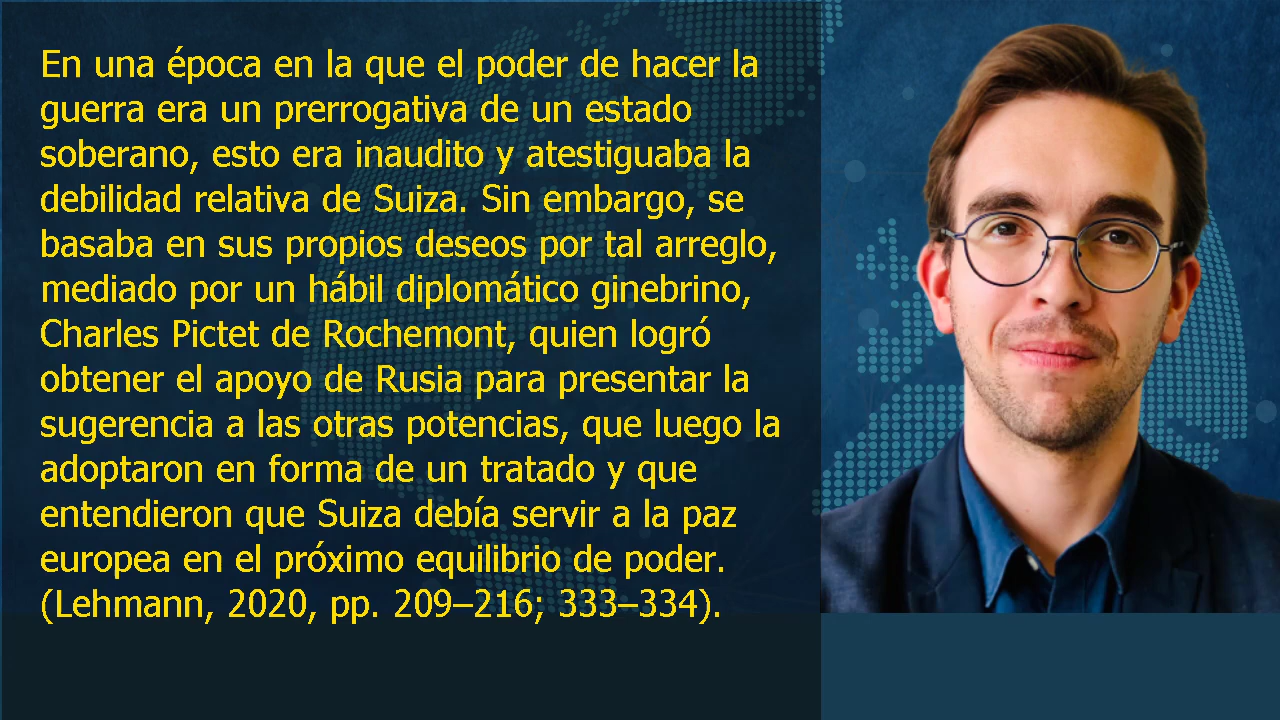 En una época en la que el poder de hacer la
guerra era un prerrogativa de un estado
soberano, esto era inaudito y atestiguaba la
debilidad relativa de Suiza. Sin embargo, se
basaba en sus propios deseos por tal arreglo,
mediado por un hábil diplomático ginebrino,
Charles Pictet de Rochemont, quien logró
obtener el apoyo de Rusia para presentar la
sugerencia a las otras potencias, que luego la
adoptaron en forma de un tratado y que
entendieron que Suiza debía servir a la paz
europea en el próximo equilibrio de poder.
(Lehmann, 2020, pp. 209–216; 333–334).